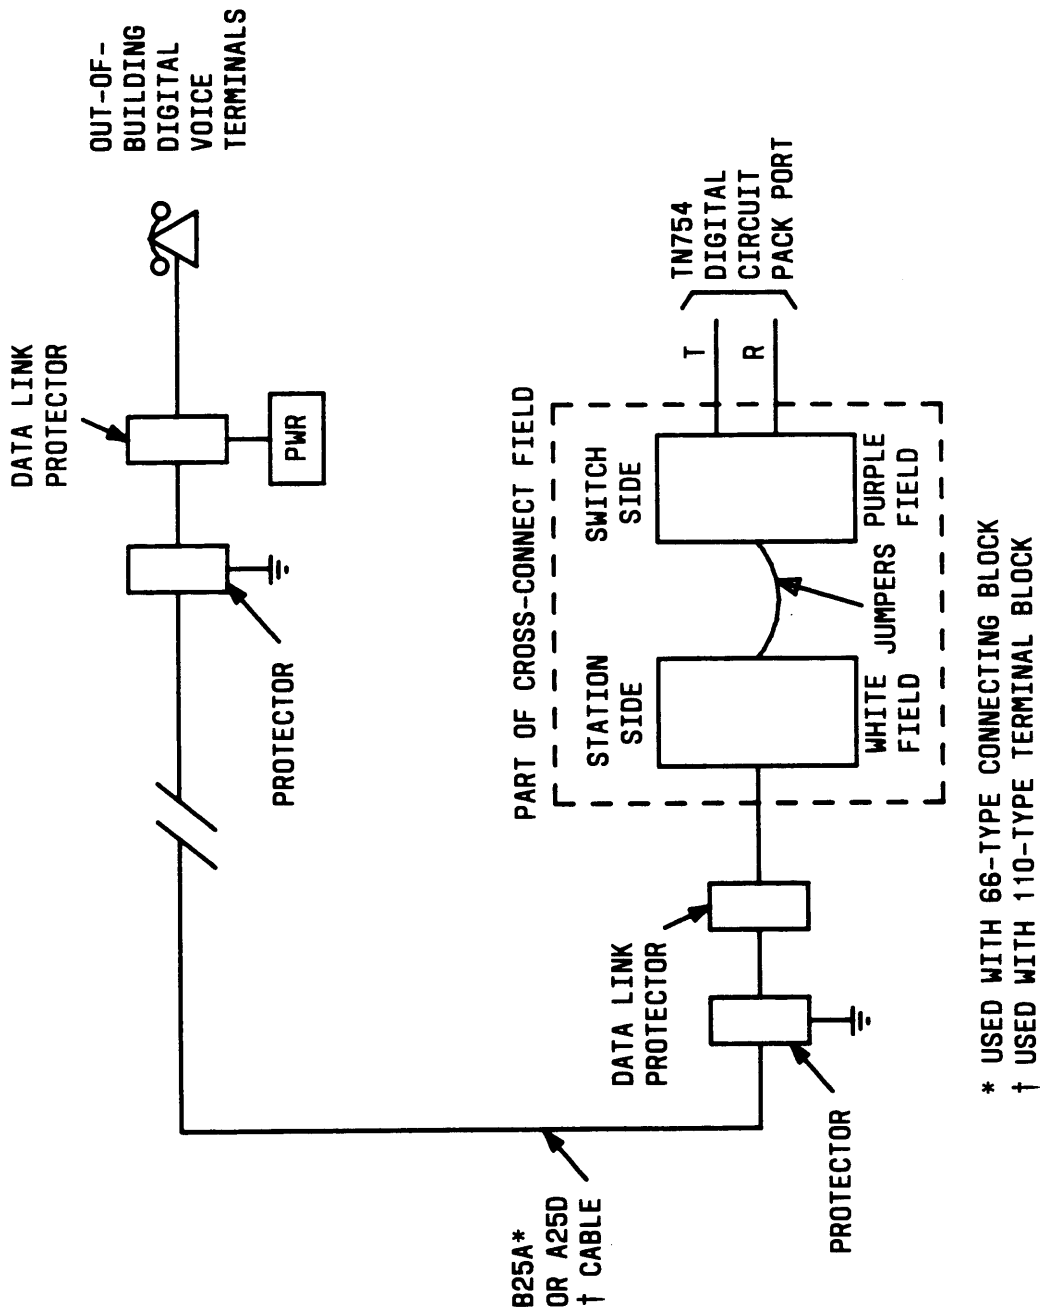 OUT-OF-
BUILDING
DIGITAL
VOICE
TERMINALS
DATA LINK
PROTECTOR
PWR
PROTECTOR
B25A*
OR A25D
† CABLE
PART OF CROSS-CONNECT FIELD
STATION
SIDE
SWITCH
SIDE
TN754
DIGITAL
CIRCUIT
PACK PORT
T
R
DATA LINK
PROTECTOR
PROTECTOR
JUMPERS
WHITE
FIELD
PURPLE
FIELD
* USED WITH 66-TYPE CONNECTING BLOCK
† USED WITH 110-TYPE TERMINAL BLOCK